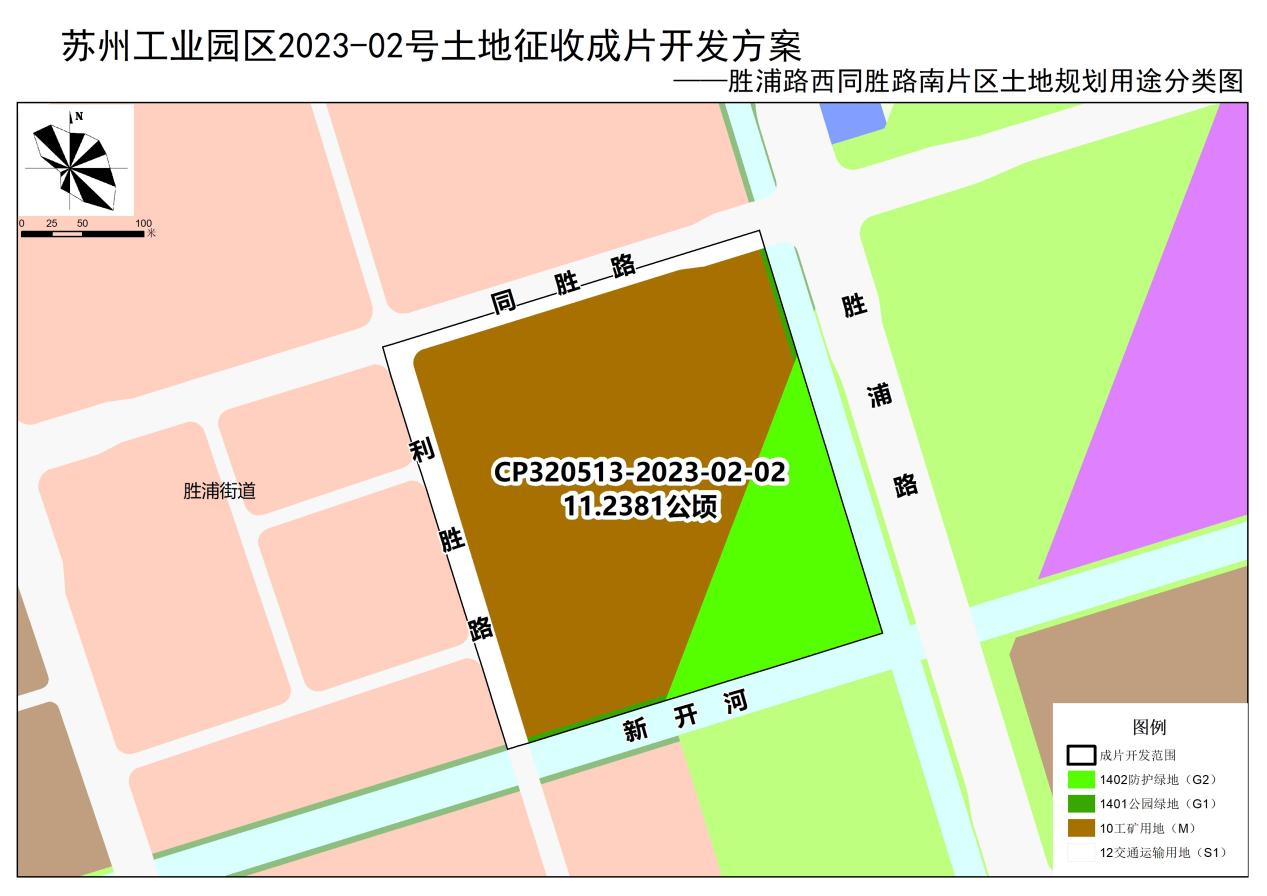 苏州工业园区2023-02号土地征收成片开发方案
——胜浦路西同胜路南片区土地规划用途分类图
N
0 25 50 100
米
同胜路
胜浦路
利胜路
胜浦街道
CP320513-2023-02-02
11.2381公顷
新开河
图例
成片开发范围
1402防护绿地（G2）
1401公园绿地（G1）
10工矿用地（M）
12交通运输用地（S1）